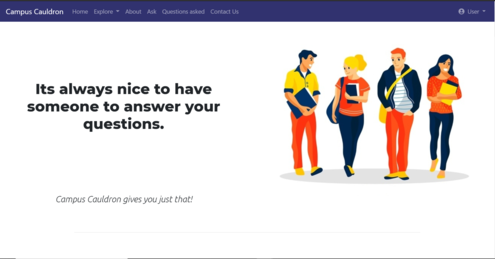 Campus Cauldron Home Explore About Ask Questions asked Contact Us User
Its always nice to have
someone to answer your
questions.
Campus Cauldron gives you just that!